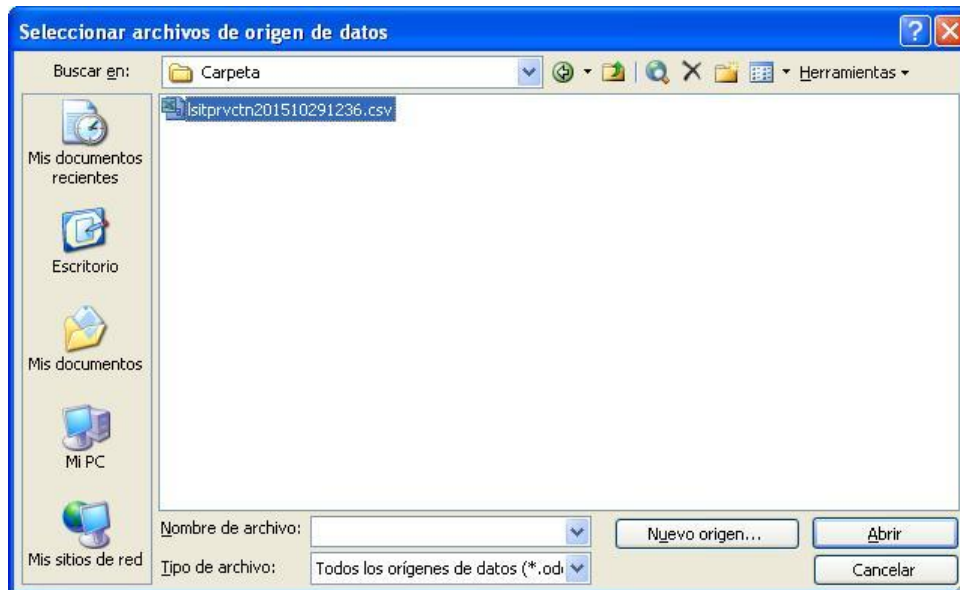 Seleccionar archivos de origen de datos
Buscar en:
Carpeta
Herramientas
lsitprvctn201510291236.csv
Mis documentos
recientes
Escritorio
Mis documentos
Mi PC
Mis sitios de red
Nombre de archivo:
Nuevo origen...
Abrir
Tipo de archivo:
Todos los orígenes de datos (*.od
Cancelar